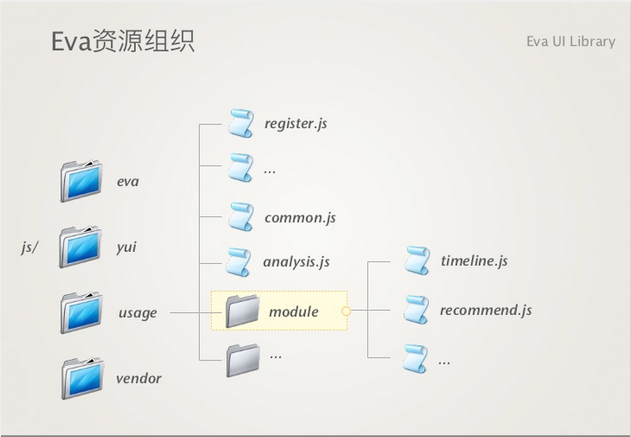 Eva资源组织
Eva UI Library
register.js
...
eva
common.js
js/
yui
analysis.js
timeline.js
usage
module
recommend.js
...
...
vendor